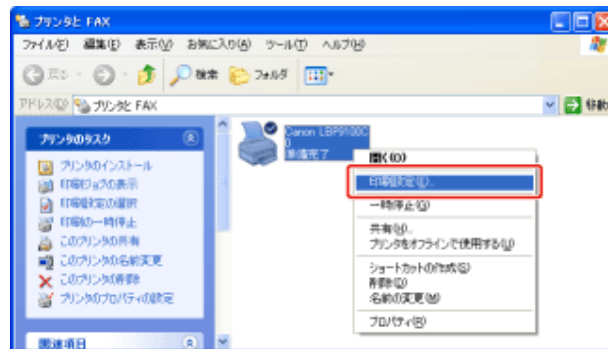 プリンタと FAX
ファイル(F) 編集(E) 表示(V) お気に入り(A) ツール(T) ヘルプ(H)
戻る 検索 フォルダ
アドレス(D) プリンタと FAX 移動
プリンタのタスク
プリンタのインストール
印刷ジョブの表示
印刷設定の選択
印刷の一時停止
このプリンタの共有
このプリンタの名前変更
このプリンタの削除
プリンタのプロパティの設定
関連項目
Canon LBP9100C
0
準備完了
開く(O)
印刷設定(E)...
一時停止(G)
共有(H)...
プリンタをオフラインで使用する(U)
ショートカットの作成(S)
削除(D)
名前の変更(M)
プロパティ(R)